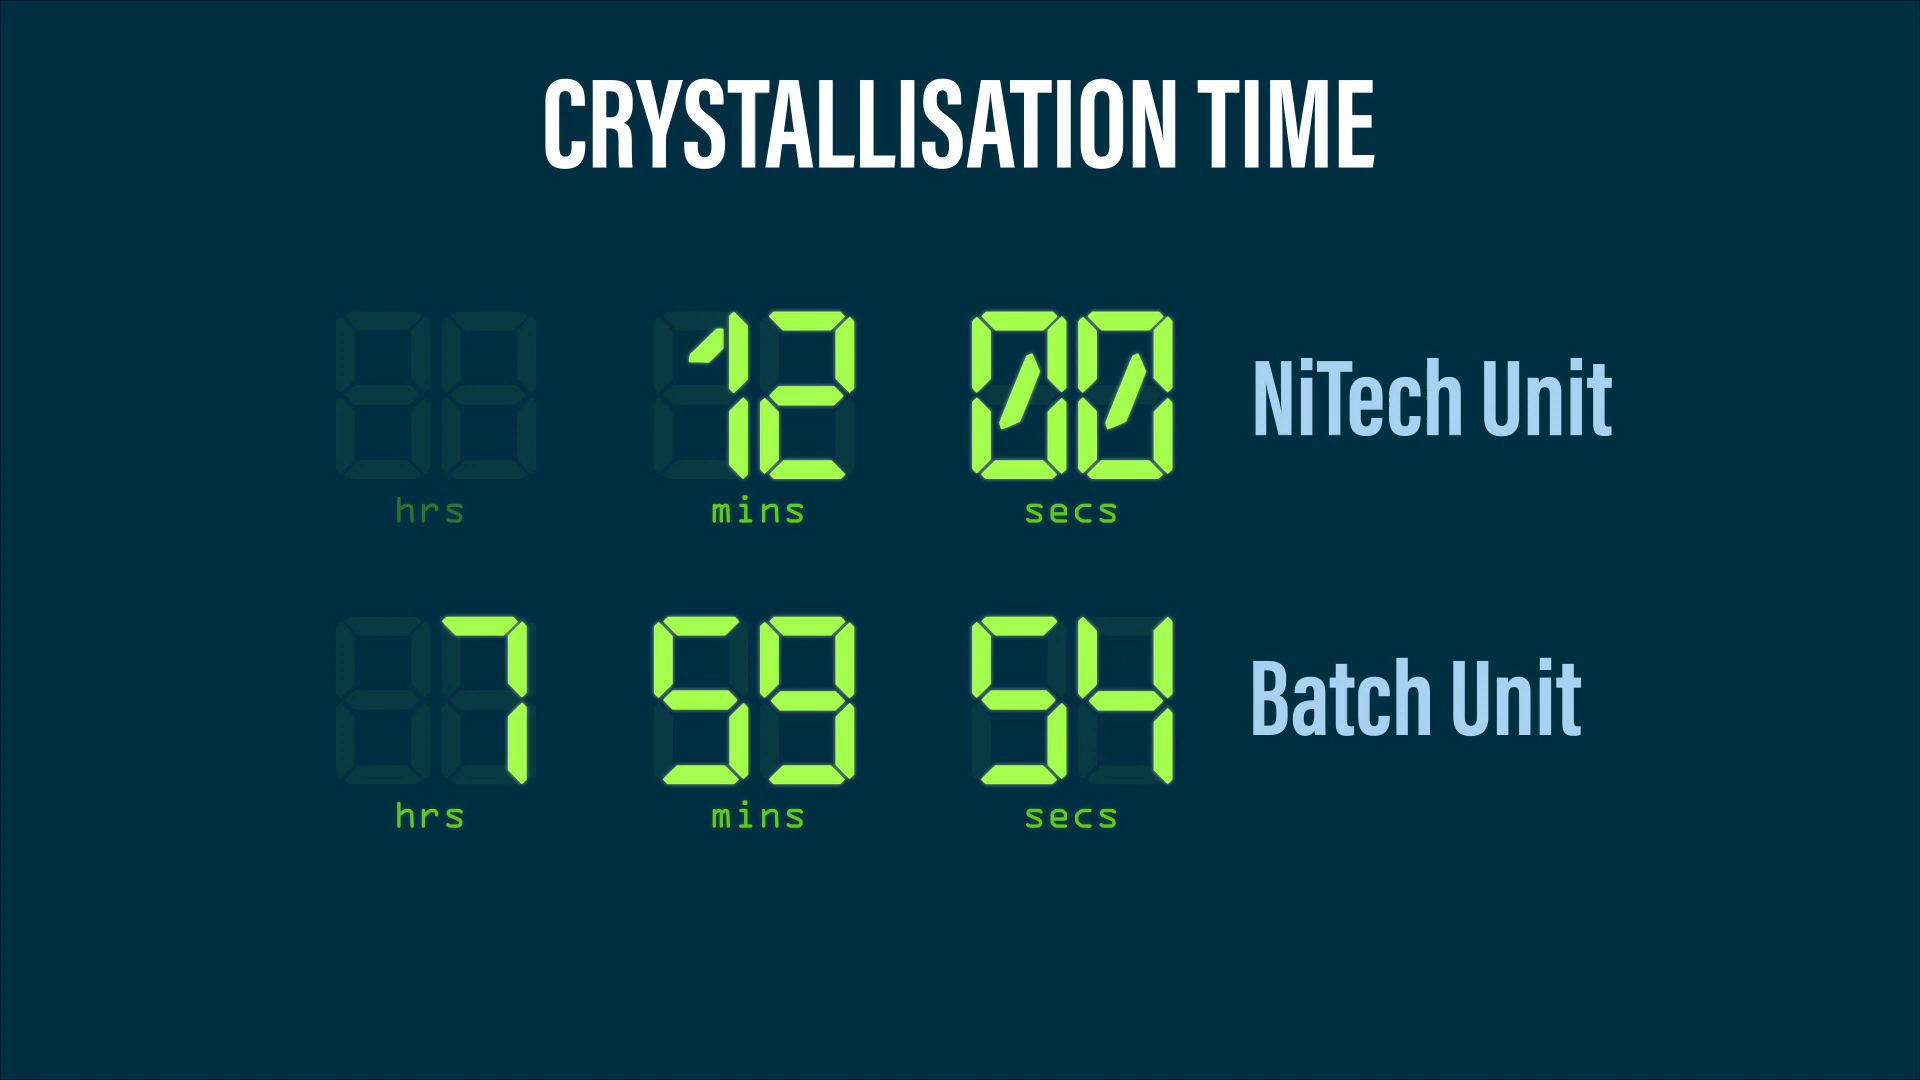 CRYSTALLISATION TIME
12 00 NiTech Unit
hrs mins secs
7 59 54 Batch Unit
hrs mins secs